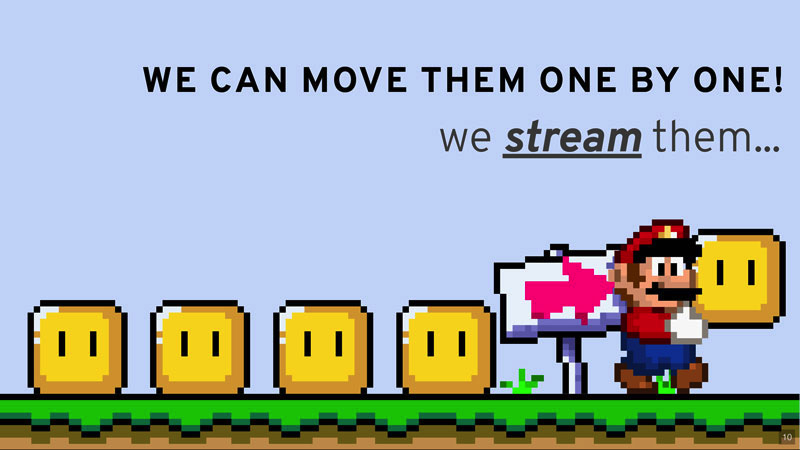 WE CAN MOVE THEM ONE BY ONE!
we stream them...
10